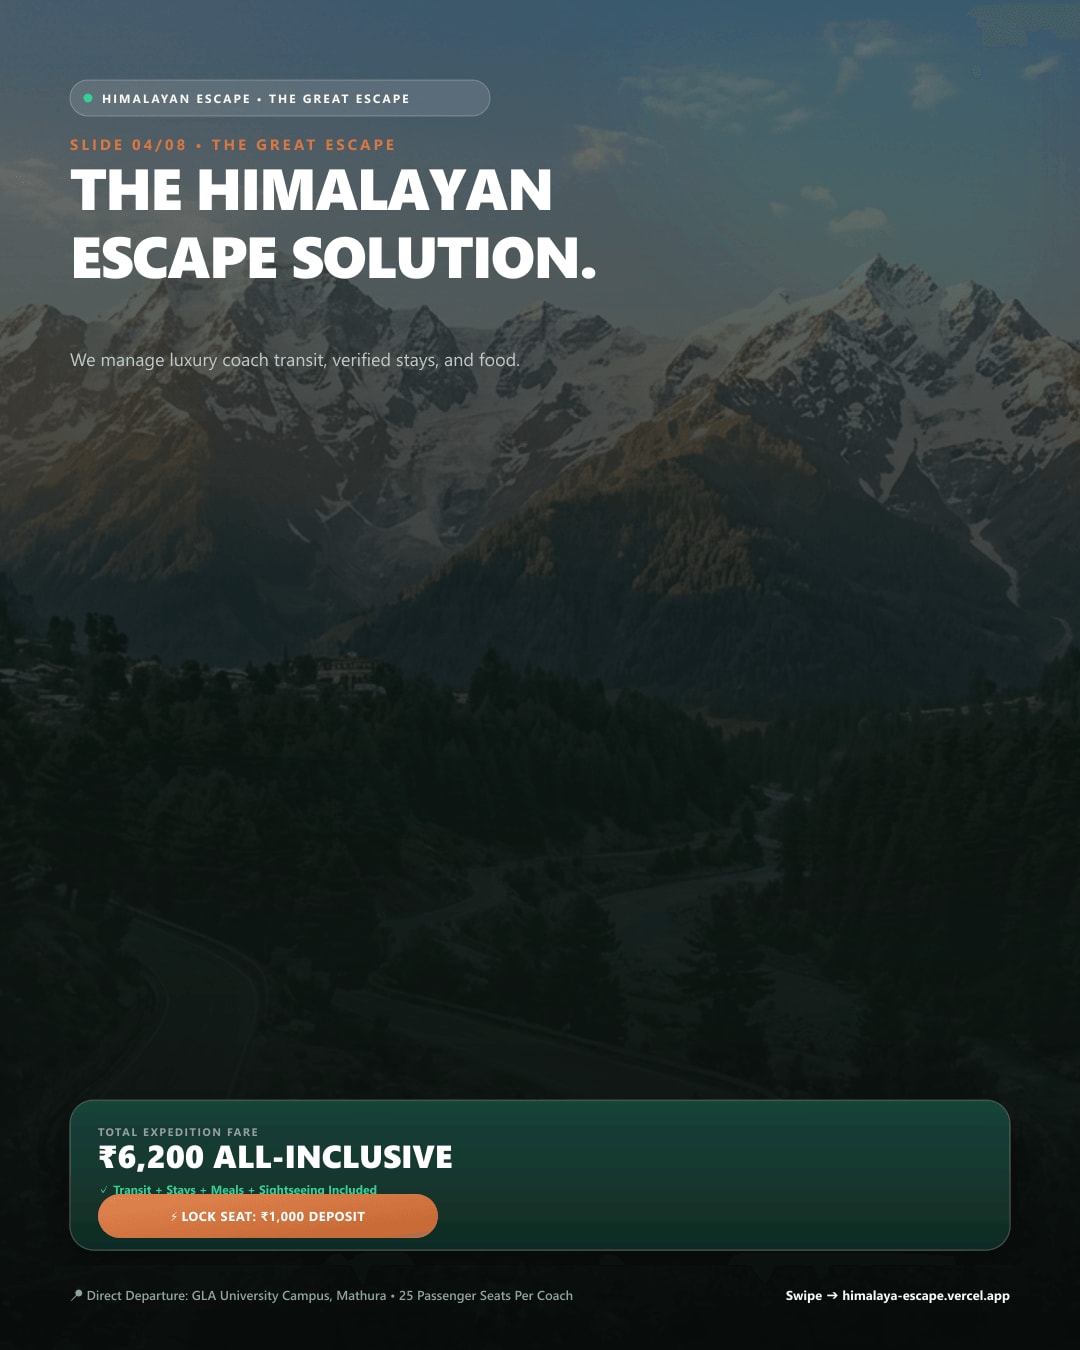 HIMALAYAN ESCAPE • THE GREAT ESCAPE
SLIDE 04/08 • THE GREAT ESCAPE
THE HIMALAYAN
ESCAPE SOLUTION.
We manage luxury coach transit, verified stays, and food.
TOTAL EXPEDITION FARE
₹6,200 ALL-INCLUSIVE
✓ Transit + Stays + Meals + Sightseeing Included
⚡ LOCK SEAT: ₹1,000 DEPOSIT
📍 Direct Departure: GLA University Campus, Mathura • 25 Passenger Seats Per Coach
Swipe → himalaya-escape.vercel.app